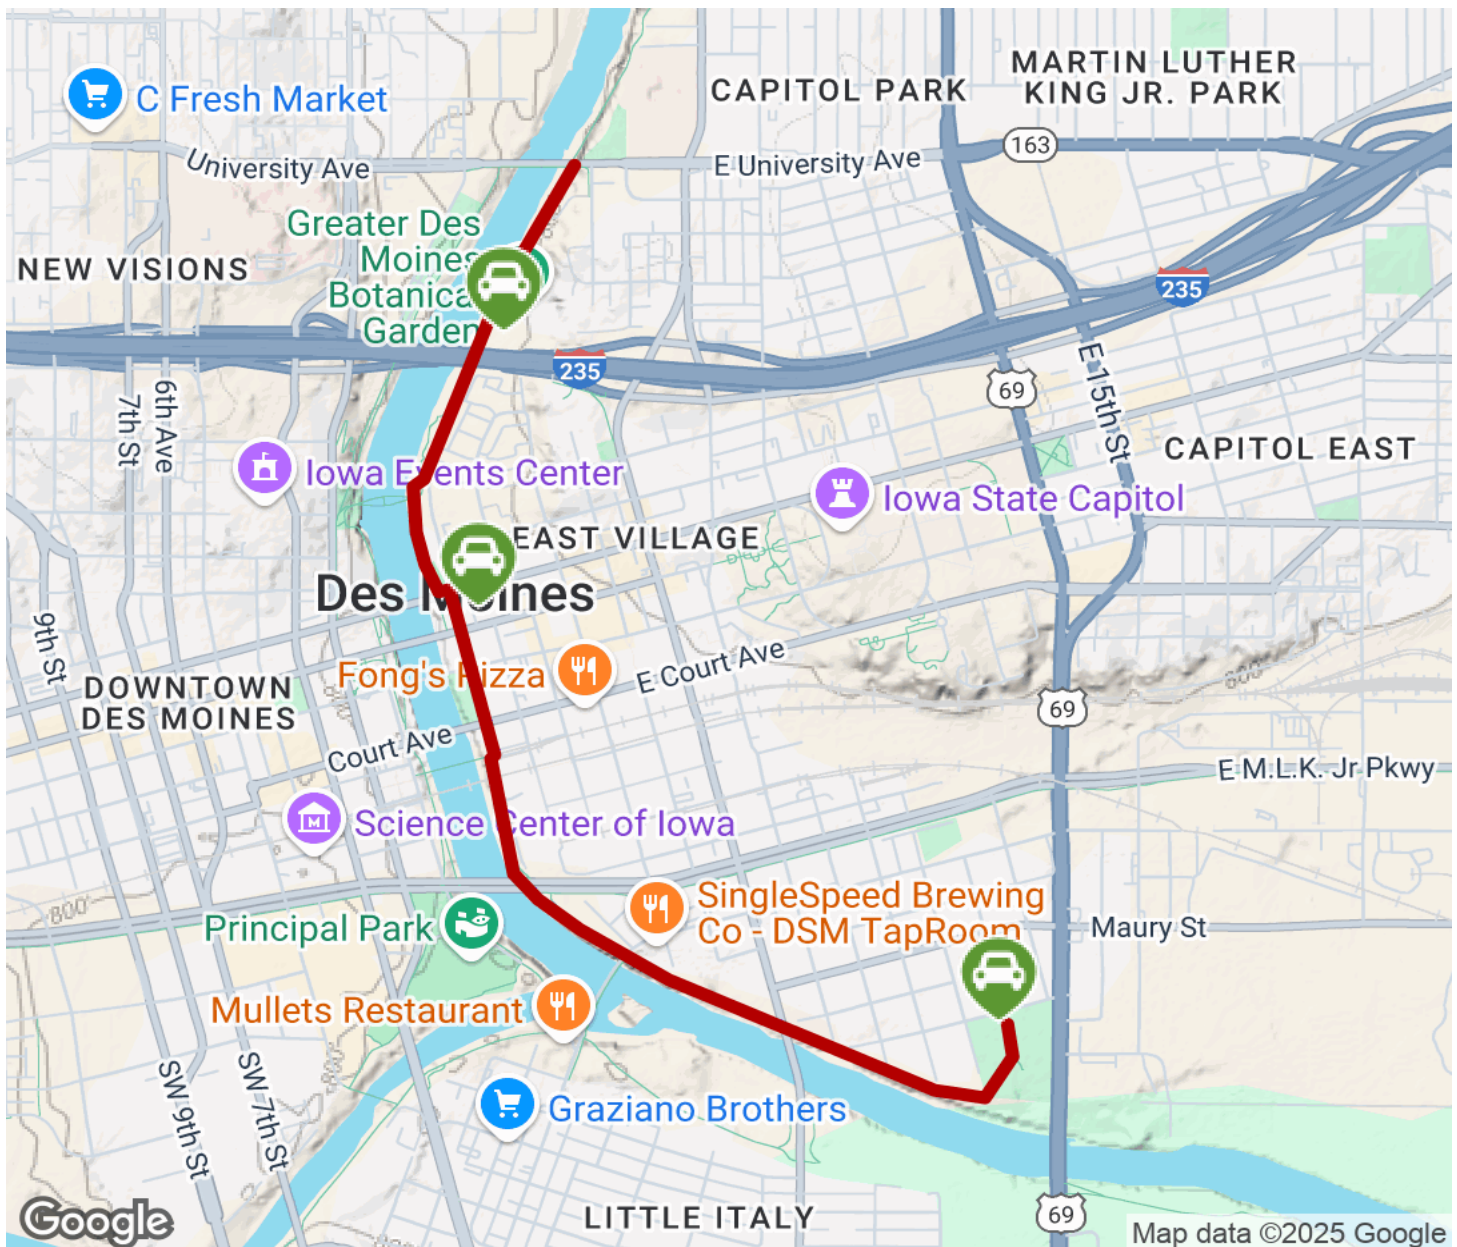 MARTIN LUTHER
KING JR. PARK
CAPITOL PARK
C Fresh Market
163
University Ave
E University Ave
Greater Des
Moines
Botanica
Garden
NEW VISIONS
235
235
69
E 15th St
6th Ave
7th St
CAPITOL EAST
Iowa Events Center
Iowa State Capitol
EAST VILLAGE
Des Moines
9th St
Fong's Pizza
E Court Ave
600'
DOWNTOWN
DES MOINES
69
Court Ave
E M.L.K. Jr Pkwy
Science Center of Iowa
SingleSpeed Brewing
Co - DSM TapRoom
800'
Principal Park
Maury St
Mullets Restaurant
SW 9th St
SW 7th St
Graziano Brothers
LITTLE ITALY
69
Google
Map data ©2025 Google